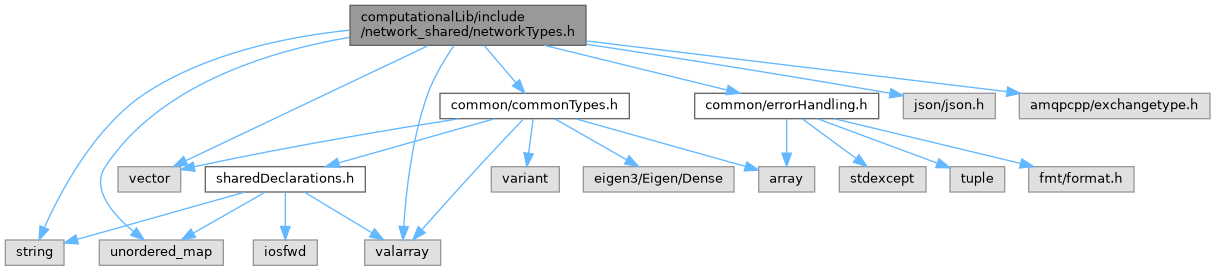 computationalLib/include
/network_shared/networkTypes.h
common/commonTypes.h
common/errorHandling.h
json/json.h
amqpcpp/exchangetype.h
vector
sharedDeclarations.h
variant
eigen3/Eigen/Dense
array
stdexcept
tuple
fmt/format.h
string
unordered_map
iosfwd
valarray